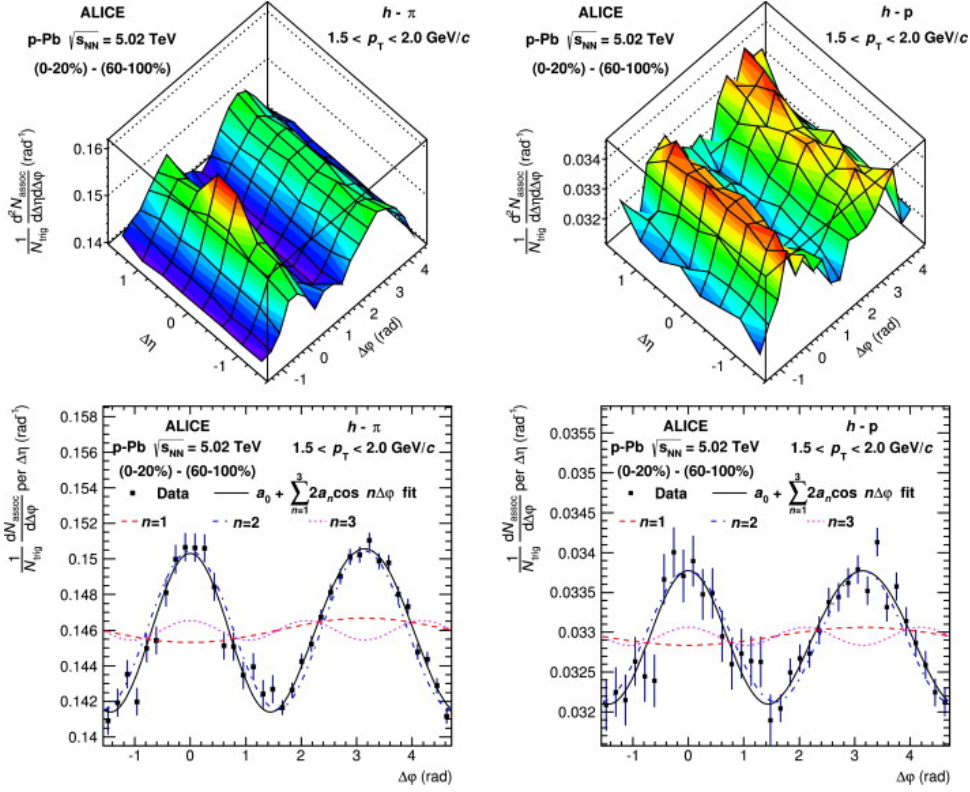 ALICE
h - π
p-Pb √sNN = 5.02 TeV
1.5 < pT < 2.0 GeV/c
(0-20%) - (60-100%)
1/Ntrig d²Nassoc/dΔηdΔφ (rad⁻¹)
0.16
0.15
0.14
1
0
-1
Δη
-1
0
1
2
3
4
Δφ (rad)
ALICE
h - p
p-Pb √sNN = 5.02 TeV
1.5 < pT < 2.0 GeV/c
(0-20%) - (60-100%)
1/Ntrig d²Nassoc/dΔηdΔφ (rad⁻¹)
0.034
0.033
0.032
1
0
-1
Δη
-1
0
1
2
3
4
Δφ (rad)
ALICE
h - π
p-Pb √sNN = 5.02 TeV
1.5 < pT < 2.0 GeV/c
(0-20%) - (60-100%)
Data
a0 + ∑ 3 n=1 2an cos nΔφ fit
n=1
n=2
n=3
1/Ntrig dNassoc/dΔφ per Δη (rad⁻¹)
0.158
0.156
0.154
0.152
0.15
0.148
0.146
0.144
0.142
0.14
-1 0 1 2 3 4
Δφ (rad)
ALICE
h - p
p-Pb √sNN = 5.02 TeV
1.5 < pT < 2.0 GeV/c
(0-20%) - (60-100%)
Data
a0 + ∑ 3 n=1 2an cos nΔφ fit
n=1
n=2
n=3
1/Ntrig dNassoc/dΔφ per Δη (rad⁻¹)
0.0355
0.035
0.0345
0.034
0.0335
0.033
0.0325
0.032
-1 0 1 2 3 4
Δφ (rad)